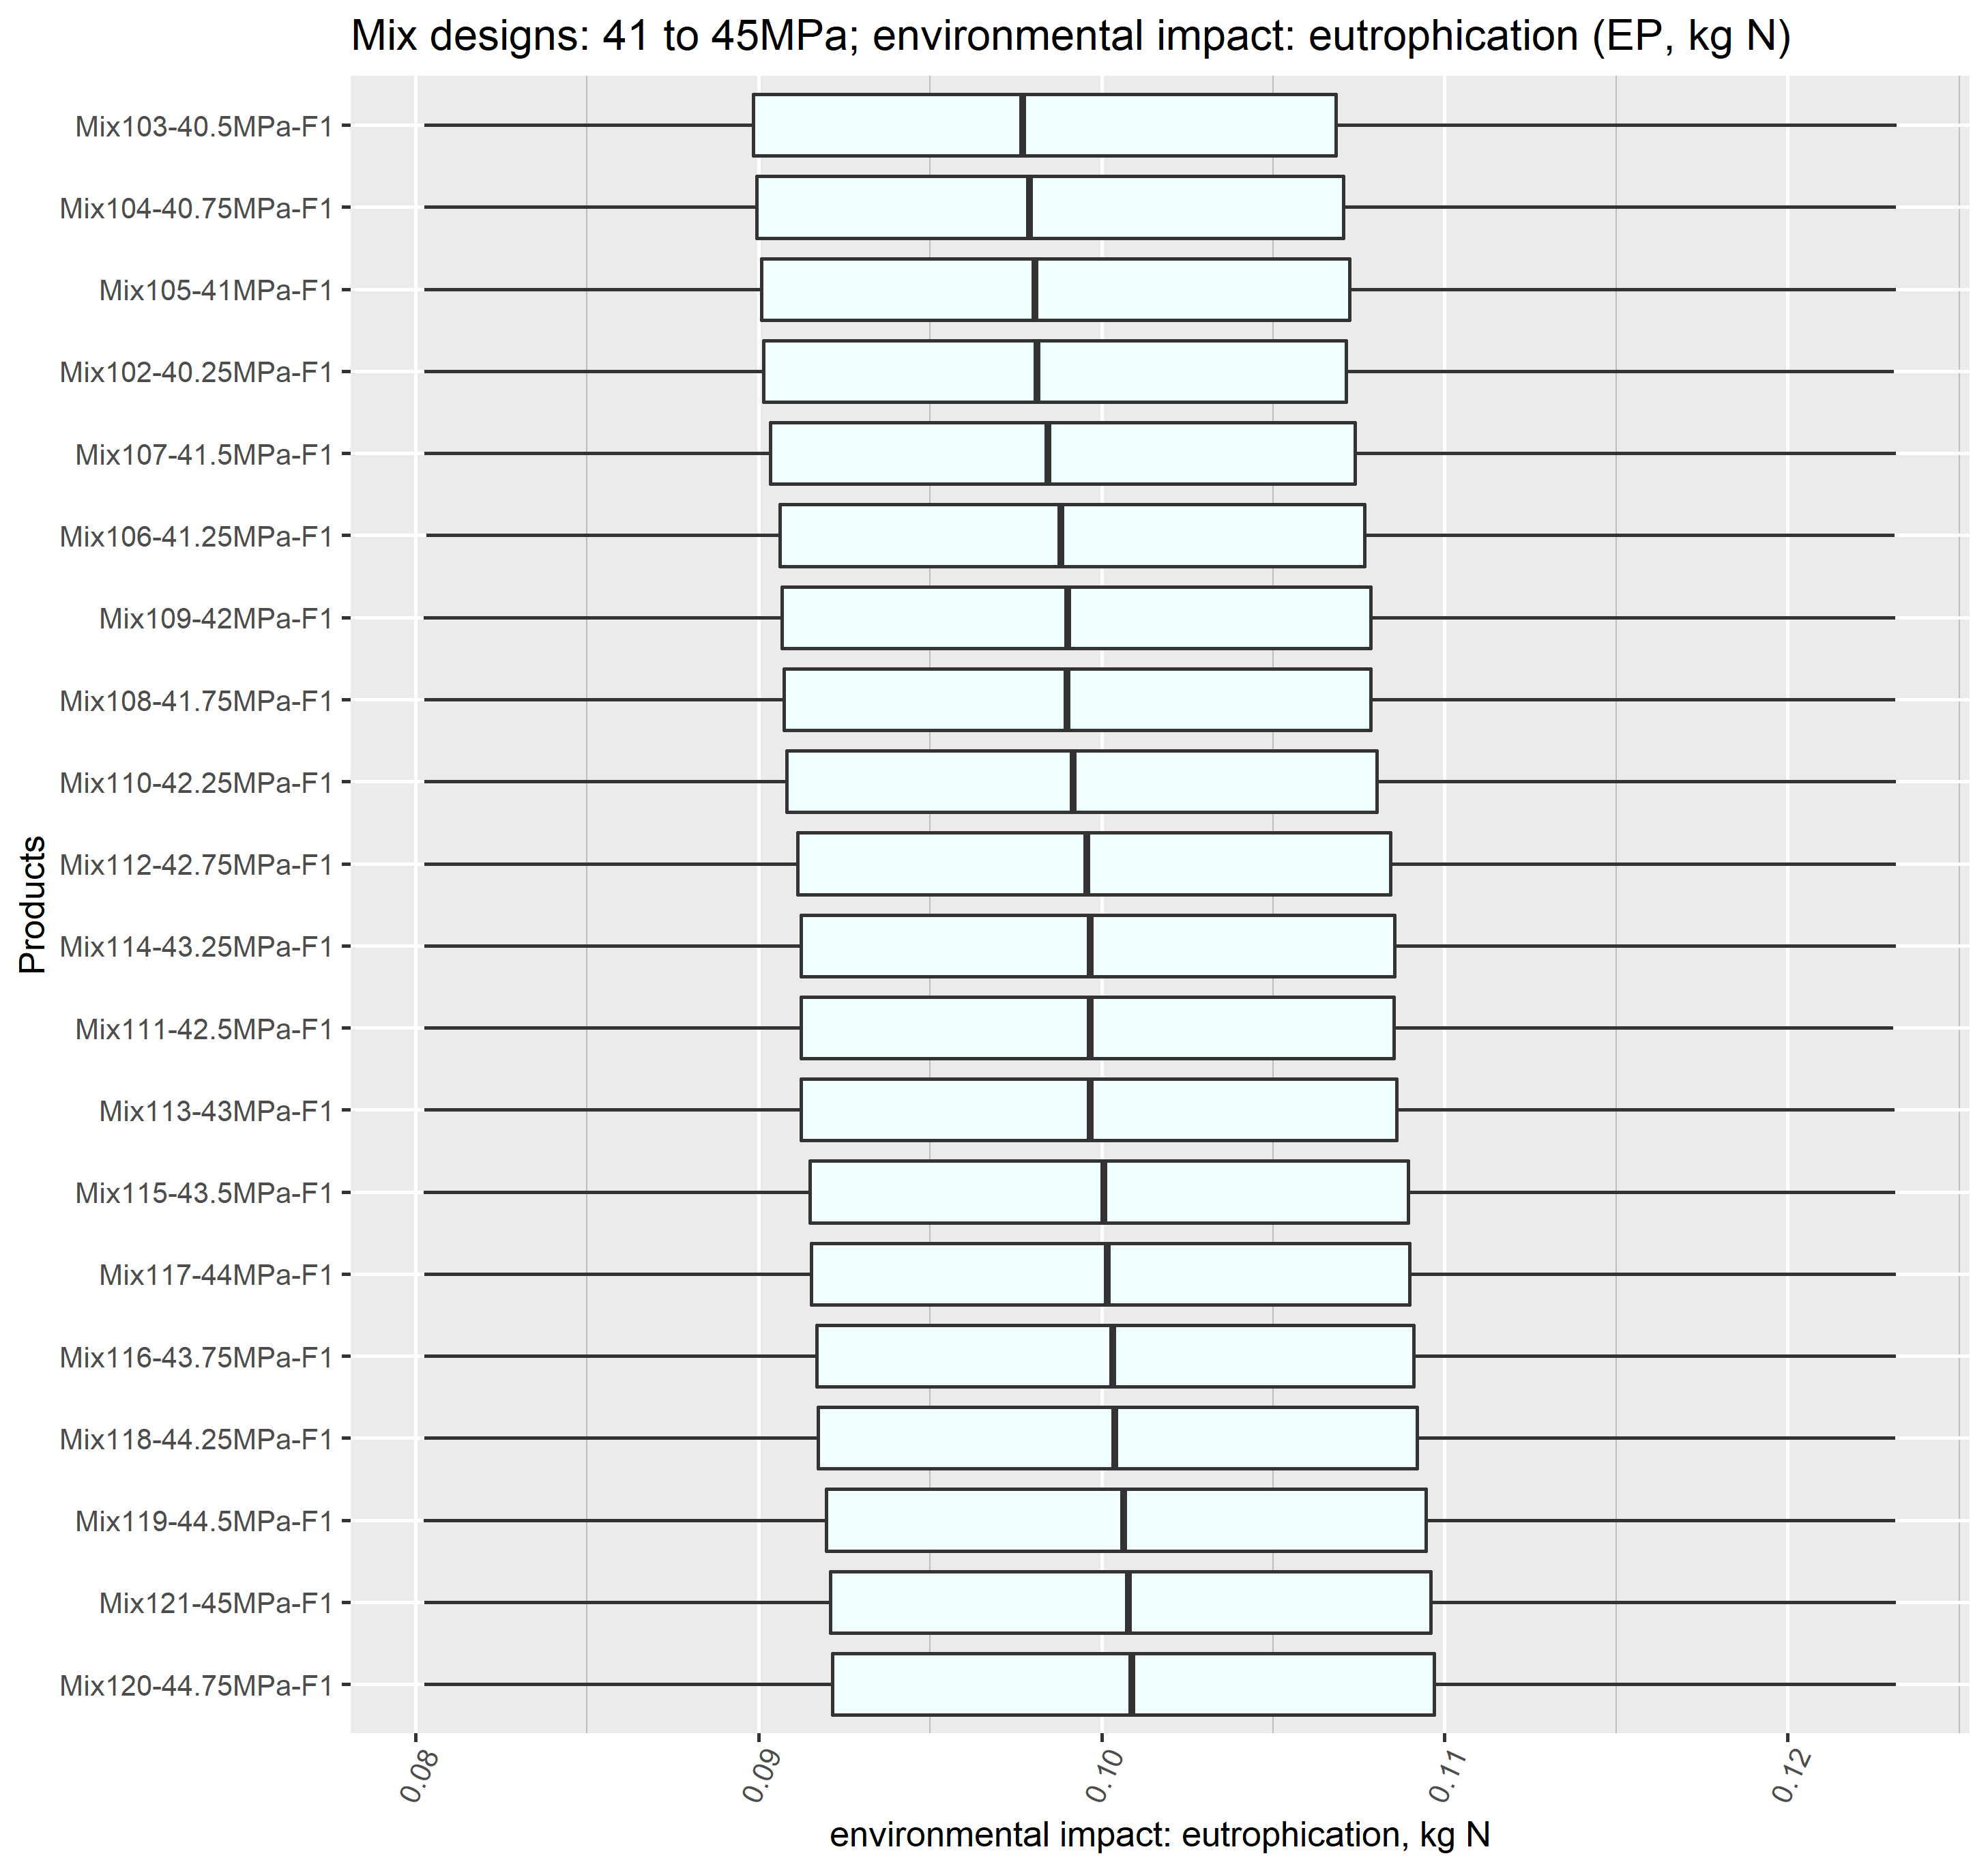 Mix designs: 41 to 45MPa; environmental impact: eutrophication (EP, kg N)
Products
Mix103-40.5MPa-F1
Mix104-40.75MPa-F1
Mix105-41MPa-F1
Mix102-40.25MPa-F1
Mix107-41.5MPa-F1
Mix106-41.25MPa-F1
Mix109-42MPa-F1
Mix108-41.75MPa-F1
Mix110-42.25MPa-F1
Mix112-42.75MPa-F1
Mix114-43.25MPa-F1
Mix111-42.5MPa-F1
Mix113-43MPa-F1
Mix115-43.5MPa-F1
Mix117-44MPa-F1
Mix116-43.75MPa-F1
Mix118-44.25MPa-F1
Mix119-44.5MPa-F1
Mix121-45MPa-F1
Mix120-44.75MPa-F1
0.08
0.09
0.10
0.11
0.12
environmental impact: eutrophication, kg N